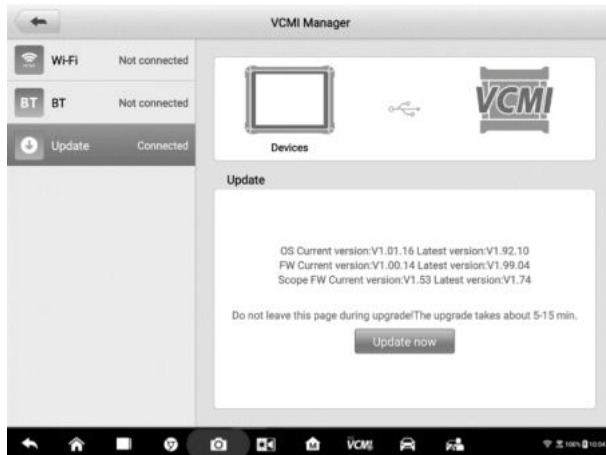 VCMI Manager
Wi-Fi Not connected
BT BT Not connected
Update Connected
VCMI
Devices
Update
OS Current version:V1.01.16 Latest version:V1.92.10
FW Current version:V1.00.14 Latest version:V1.99.04
Scope FW Current version:V1.53 Latest version:V1.74
Do not leave this page during upgrade!The upgrade takes about 5-15 min.
Update now
M VCMI 100% 10:04